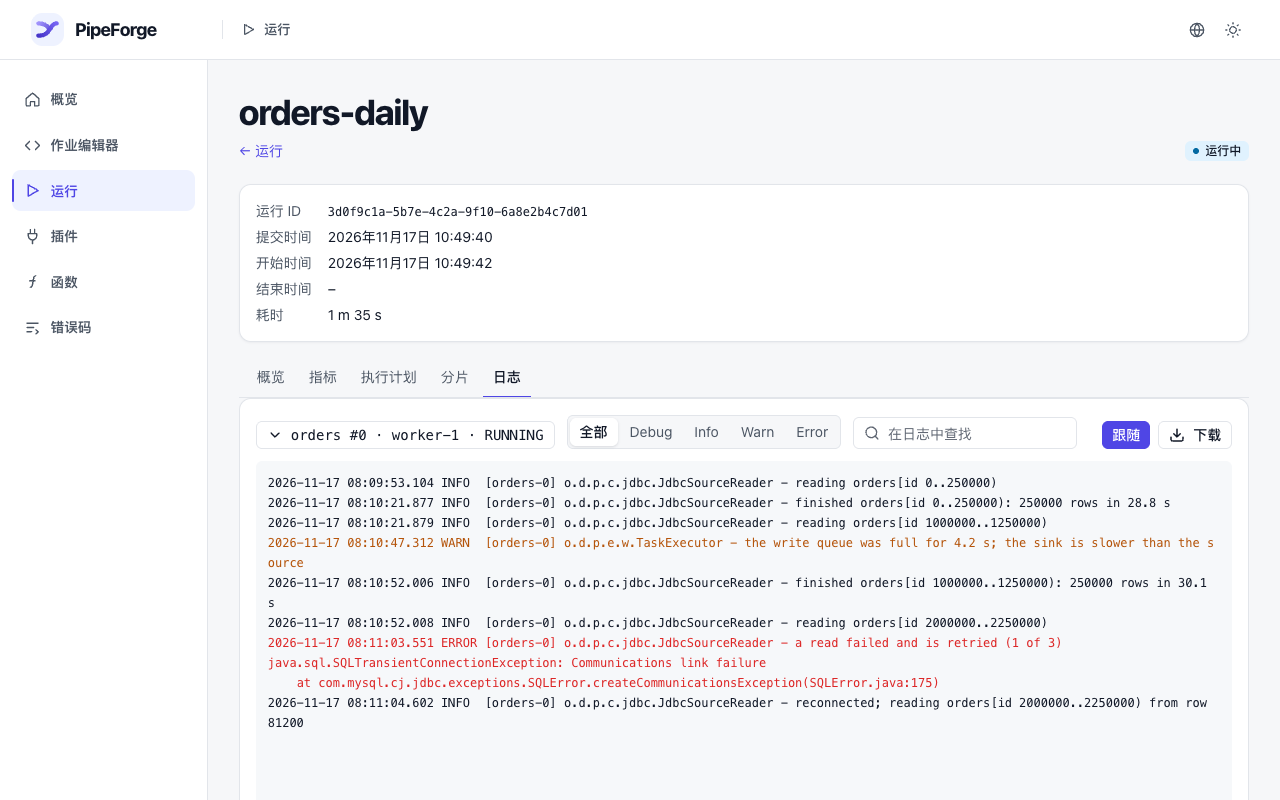 PipeForge
运行
概览
作业编辑器
运行
插件
函数
错误码
orders-daily
← 运行
运行中
运行 ID 3d0f9c1a-5b7e-4c2a-9f10-6a8e2b4c7d01
提交时间 2026年11月17日 10:49:40
开始时间 2026年11月17日 10:49:42
结束时间 –
耗时 1 m 35 s
概览 指标 执行计划 分片 日志
orders #0 · worker-1 · RUNNING 全部 Debug Info Warn Error 在日志中查找 跟随 下载
2026-11-17 08:09:53.104 INFO  [orders-0] o.d.p.c.jdbc.JdbcSourceReader - reading orders[id 0..250000)
2026-11-17 08:10:21.877 INFO  [orders-0] o.d.p.c.jdbc.JdbcSourceReader - finished orders[id 0..250000): 250000 rows in 28.8 s
2026-11-17 08:10:21.879 INFO  [orders-0] o.d.p.c.jdbc.JdbcSourceReader - reading orders[id 1000000..1250000)
2026-11-17 08:10:47.312 WARN  [orders-0] o.d.p.e.w.TaskExecutor - the write queue was full for 4.2 s; the sink is slower than the s
ource
2026-11-17 08:10:52.006 INFO  [orders-0] o.d.p.c.jdbc.JdbcSourceReader - finished orders[id 1000000..1250000): 250000 rows in 30.1
s
2026-11-17 08:10:52.008 INFO  [orders-0] o.d.p.c.jdbc.JdbcSourceReader - reading orders[id 2000000..2250000)
2026-11-17 08:11:03.551 ERROR [orders-0] o.d.p.c.jdbc.JdbcSourceReader - a read failed and is retried (1 of 3)
java.sql.SQLTransientConnectionException: Communications link failure
    at com.mysql.cj.jdbc.exceptions.SQLError.createCommunicationsException(SQLError.java:175)
2026-11-17 08:11:04.602 INFO  [orders-0] o.d.p.c.jdbc.JdbcSourceReader - reconnected; reading orders[id 2000000..2250000) from row
81200